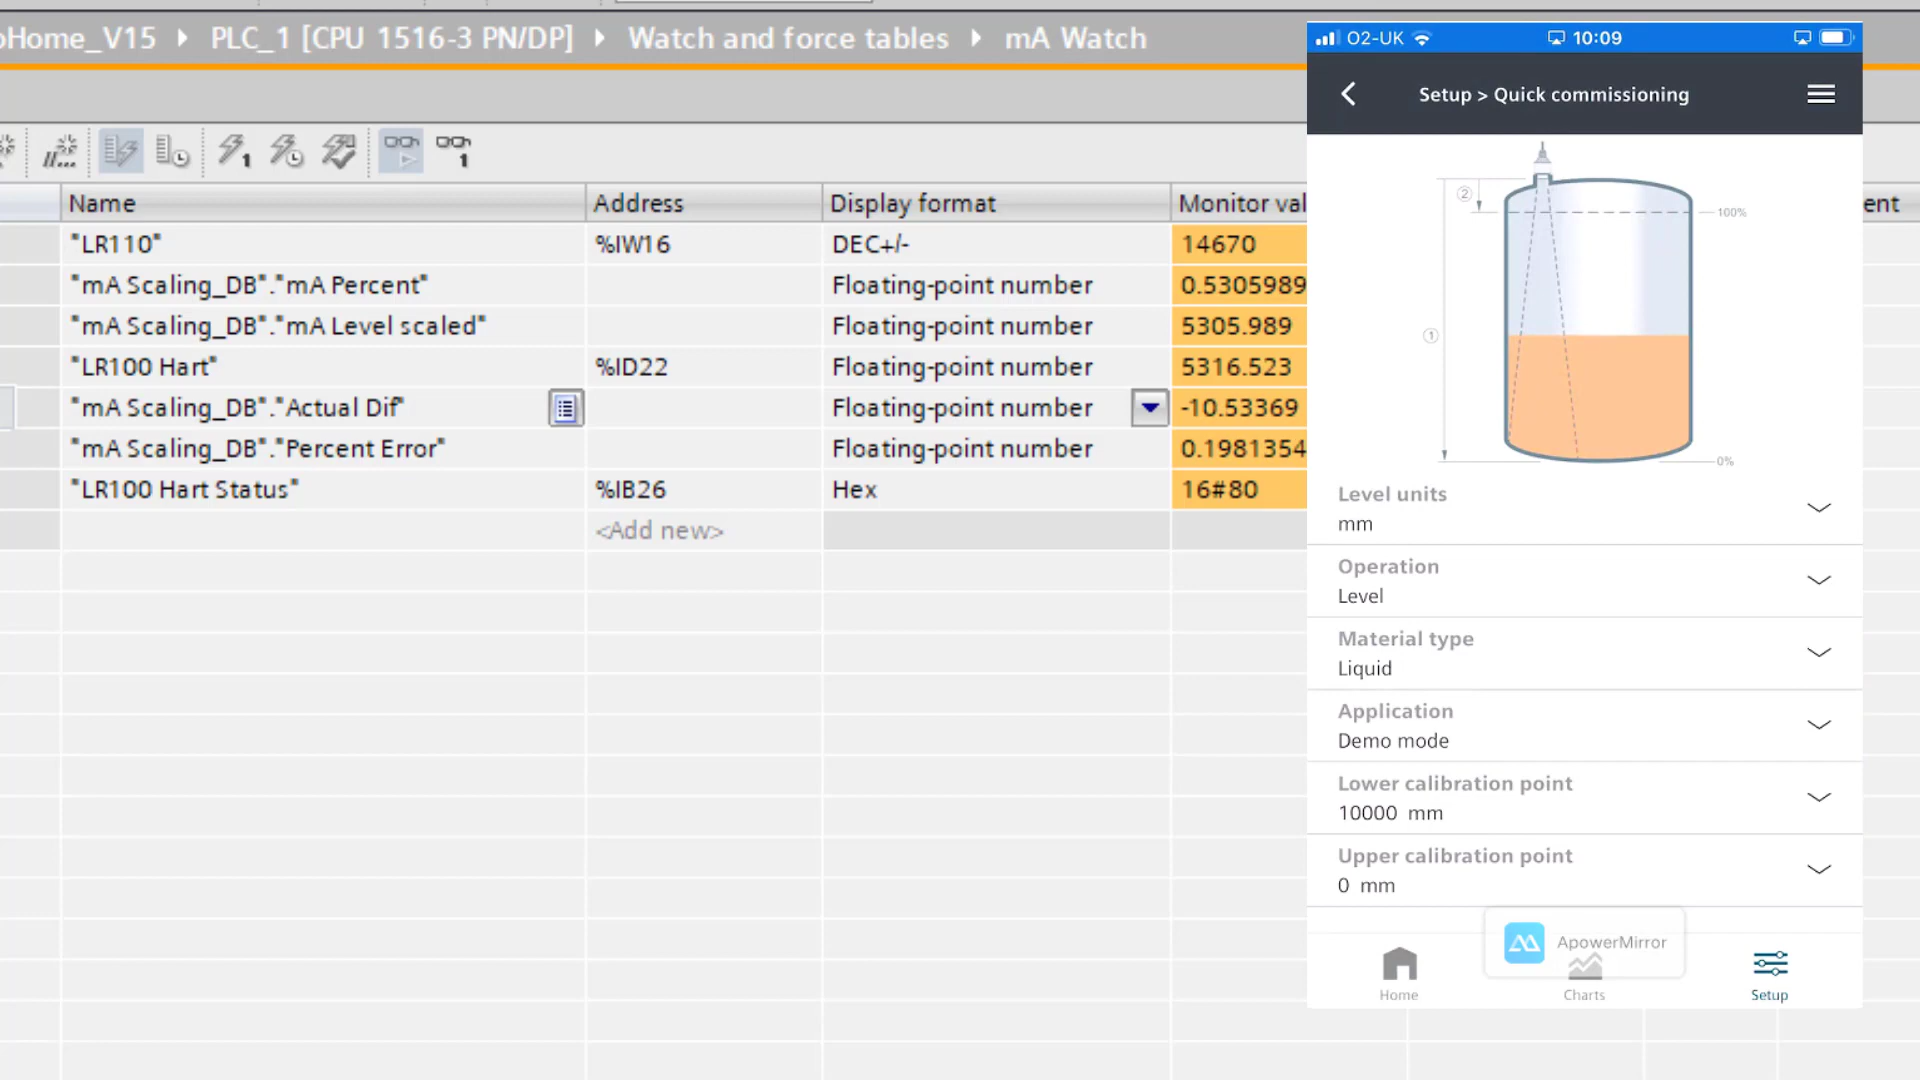 oHome_V15 ▸ PLC_1 [CPU 1516-3 PN/DP] ▸ Watch and force tables ▸ mA Watch
Name Address Display format Monitor val ent
"LR110" %IW16 DEC+/- 14670
"mA Scaling_DB"."mA Percent" Floating-point number 0.5305989
"mA Scaling_DB"."mA Level scaled" Floating-point number 5305.989
"LR100 Hart" %ID22 Floating-point number 5316.523
"mA Scaling_DB"."Actual Dif" Floating-point number -10.53369
"mA Scaling_DB"."Percent Error" Floating-point number 0.1981354
"LR100 Hart Status" %IB26 Hex 16#80
<Add new>
O2-UK 10:09
Setup > Quick commissioning
2
100%
1
0%
Level units
mm
Operation
Level
Material type
Liquid
Application
Demo mode
Lower calibration point
10000 mm
Upper calibration point
0 mm
ApowerMirror
Home Charts Setup